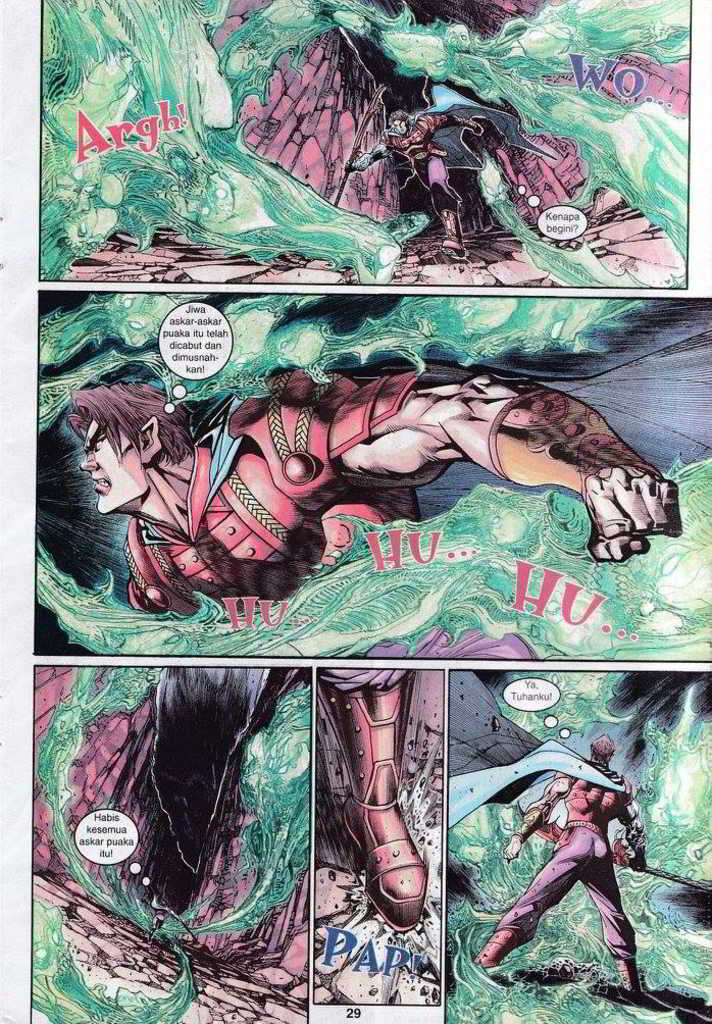 Argh!
WO...
Kenapa
begini?
Jiwa
askar-askar
puaka itu telah
dicabut dan
dimusnah-
kan!
HU...
HU...
HU...
Habis
kesemua
askar puaka
itu!
PAP!
Ya,
Tuhanku!
29